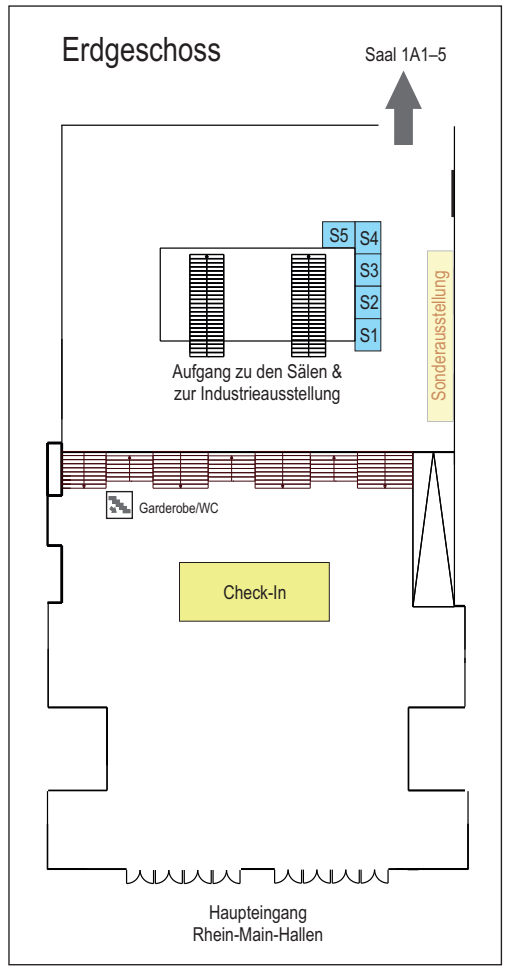 Erdgeschoss
Saal 1A1–5
S5
S4
S3
S2
S1
Sonderausstellung
Aufgang zu den Sälen &
zur Industrieausstellung
Garderobe/WC
Check-In
Haupteingang
Rhein-Main-Hallen